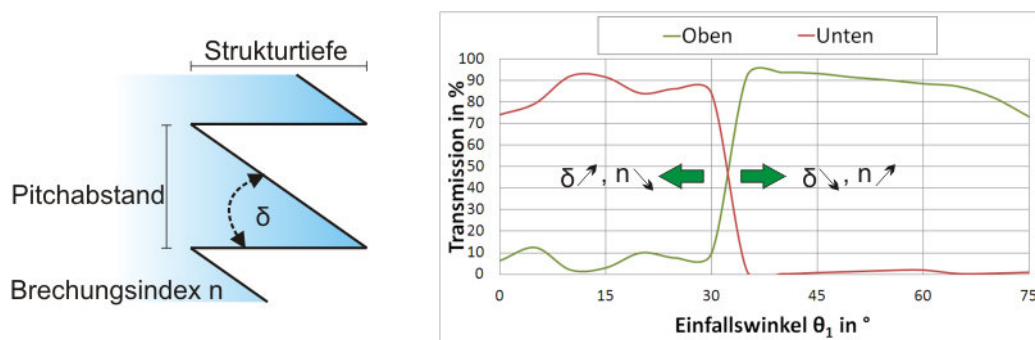 Strukturtiefe
Pitchabstand
δ
Brechungsindex n
Oben
Unten
Transmission in %
100
90
80
70
60
50
40
30
20
10
0
δ↗, n↘
δ↘, n↗
0
15
30
45
60
75
Einfallswinkel θ₁ in °